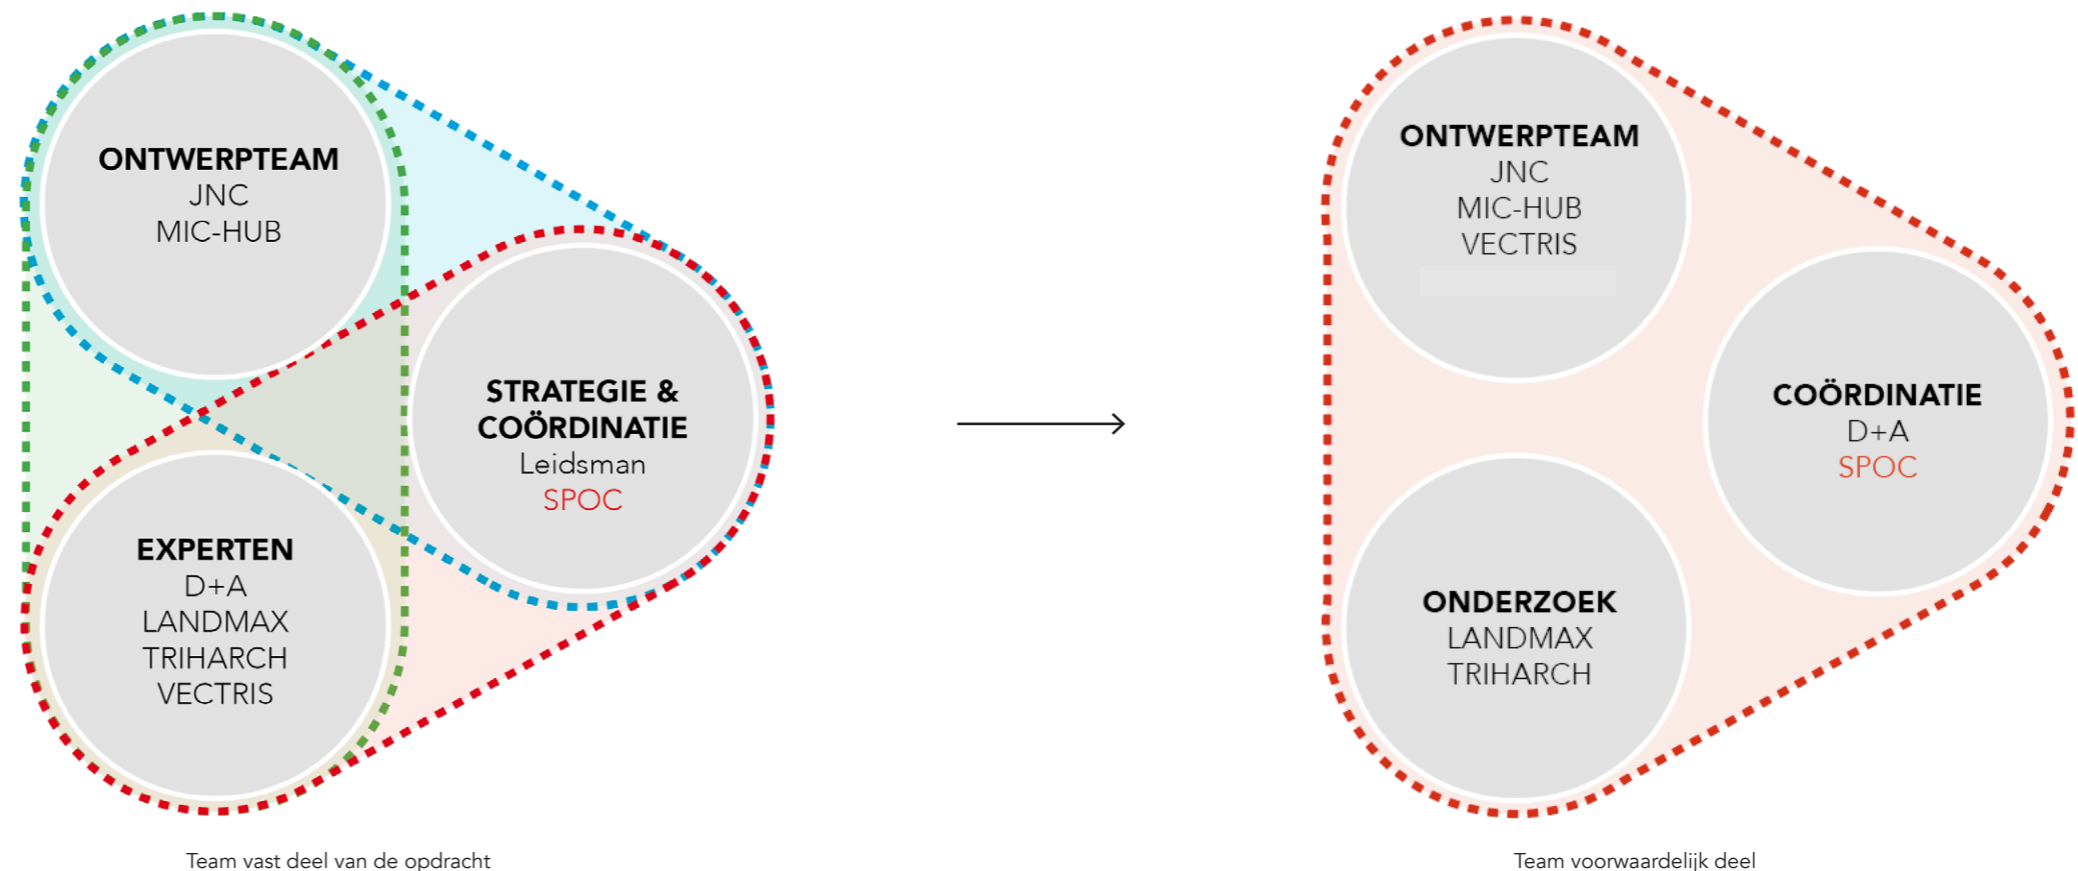 ONTWERPTEAM
JNC
MIC-HUB
STRATEGIE &
COÖRDINATIE
Leidsman
SPOC
EXPERTEN
D+A
LANDMAX
TRIHARCH
VECTRIS
Team vast deel van de opdracht
ONTWERPTEAM
JNC
MIC-HUB
VECTRIS
COÖRDINATIE
D+A
SPOC
ONDERZOEK
LANDMAX
TRIHARCH
Team voorwaardelijk deel